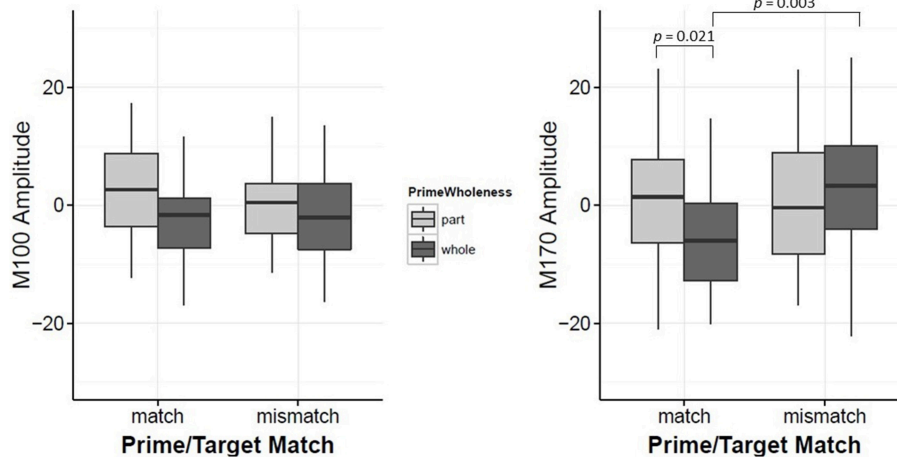 p = 0.003
p = 0.021
20
0
−20
M100 Amplitude
match
mismatch
Prime/Target Match
PrimeWholeness
part
whole
20
0
−20
M170 Amplitude
match
mismatch
Prime/Target Match